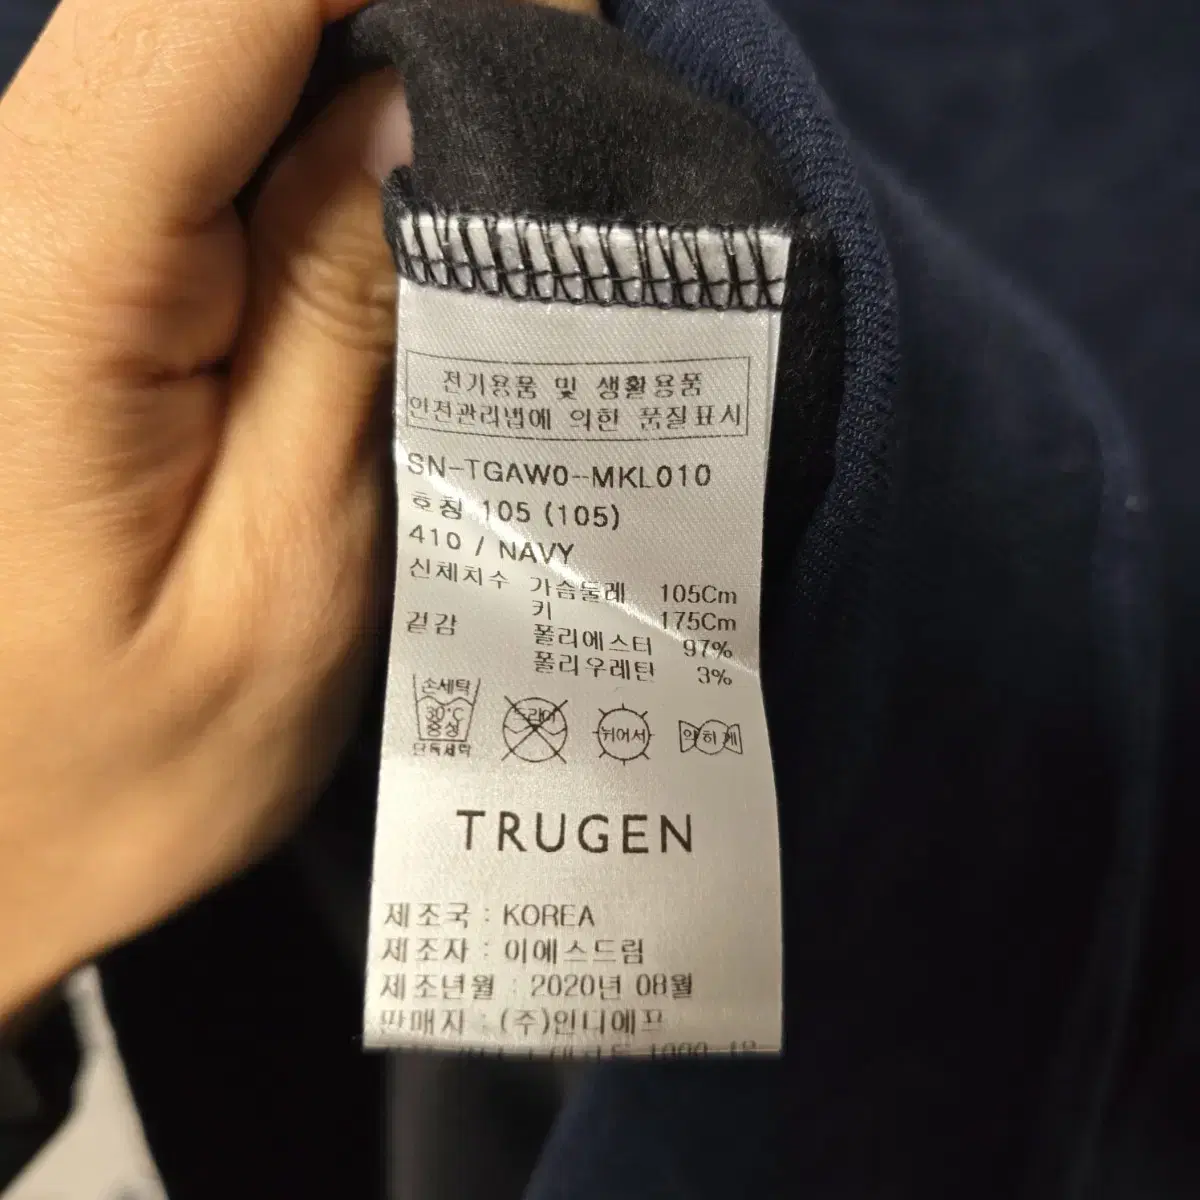 전기용품 및 생활용품
안전관리법에 의한 품질표시
SN-TGAW0--MKL010
호칭 105 (105)
410 / NAVY
신체치수 가슴둘레 105Cm
키 175Cm
겉감 폴리에스터 97%
폴리우레탄 3%
손세탁 30°C 중성 단독세탁
드라이
뉘어서
약하게
TRUGEN
제조국 : KOREA
제조자 : 이에스드림
제조년월 : 2020년 08월
판매자 : (주)인디에프